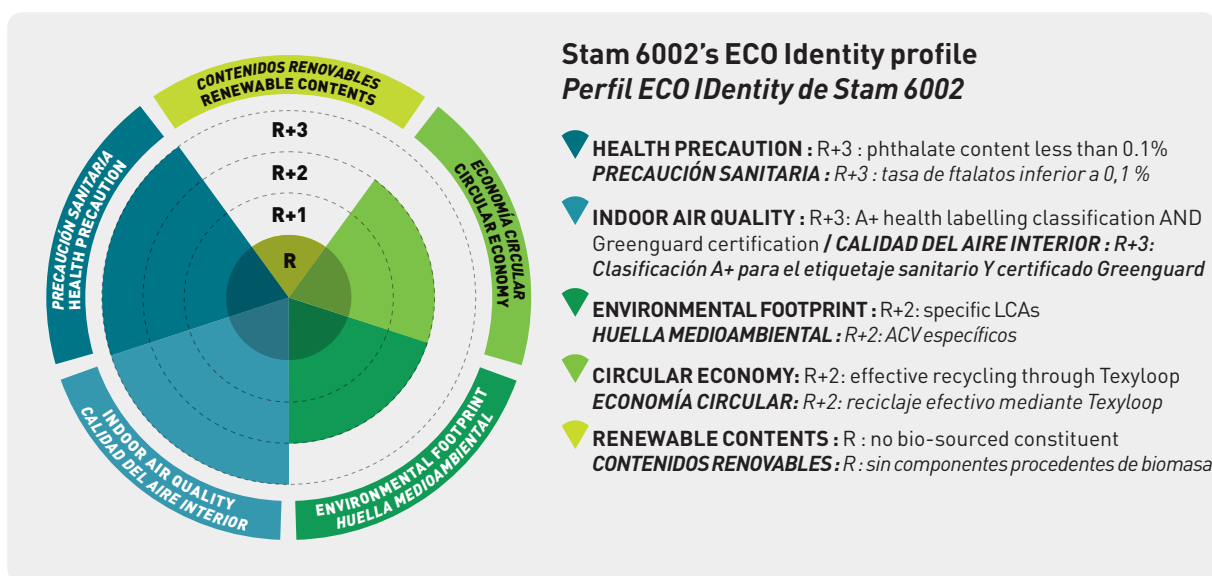 CONTENIDOS RENOVABLES
RENEWABLE CONTENTS
PRECAUCIÓN SANITARIA
HEALTH PRECAUTION
ECONOMÍA CIRCULAR
CIRCULAR ECONOMY
R+3
R+2
R+1
R
INDOOR AIR QUALITY
CALIDAD DEL AIRE INTERIOR
ENVIRONMENTAL FOOTPRINT
HUELLA MEDIOAMBIENTAL
Stam 6002's ECO Identity profile
Perfil ECO IDentity de Stam 6002
HEALTH PRECAUTION : R+3 : phthalate content less than 0.1%
PRECAUCIÓN SANITARIA : R+3 : tasa de ftalatos inferior a 0,1 %
INDOOR AIR QUALITY : R+3: A+ health labelling classification AND
Greenguard certification / CALIDAD DEL AIRE INTERIOR : R+3:
Clasificación A+ para el etiquetaje sanitario Y certificado Greenguard
ENVIRONMENTAL FOOTPRINT : R+2: specific LCAs
HUELLA MEDIOAMBIENTAL : R+2: ACV específicos
CIRCULAR ECONOMY: R+2: effective recycling through Texyloop
ECONOMÍA CIRCULAR: R+2: reciclaje efectivo mediante Texyloop
RENEWABLE CONTENTS : R : no bio-sourced constituent
CONTENIDOS RENOVABLES : R : sin componentes procedentes de biomasa